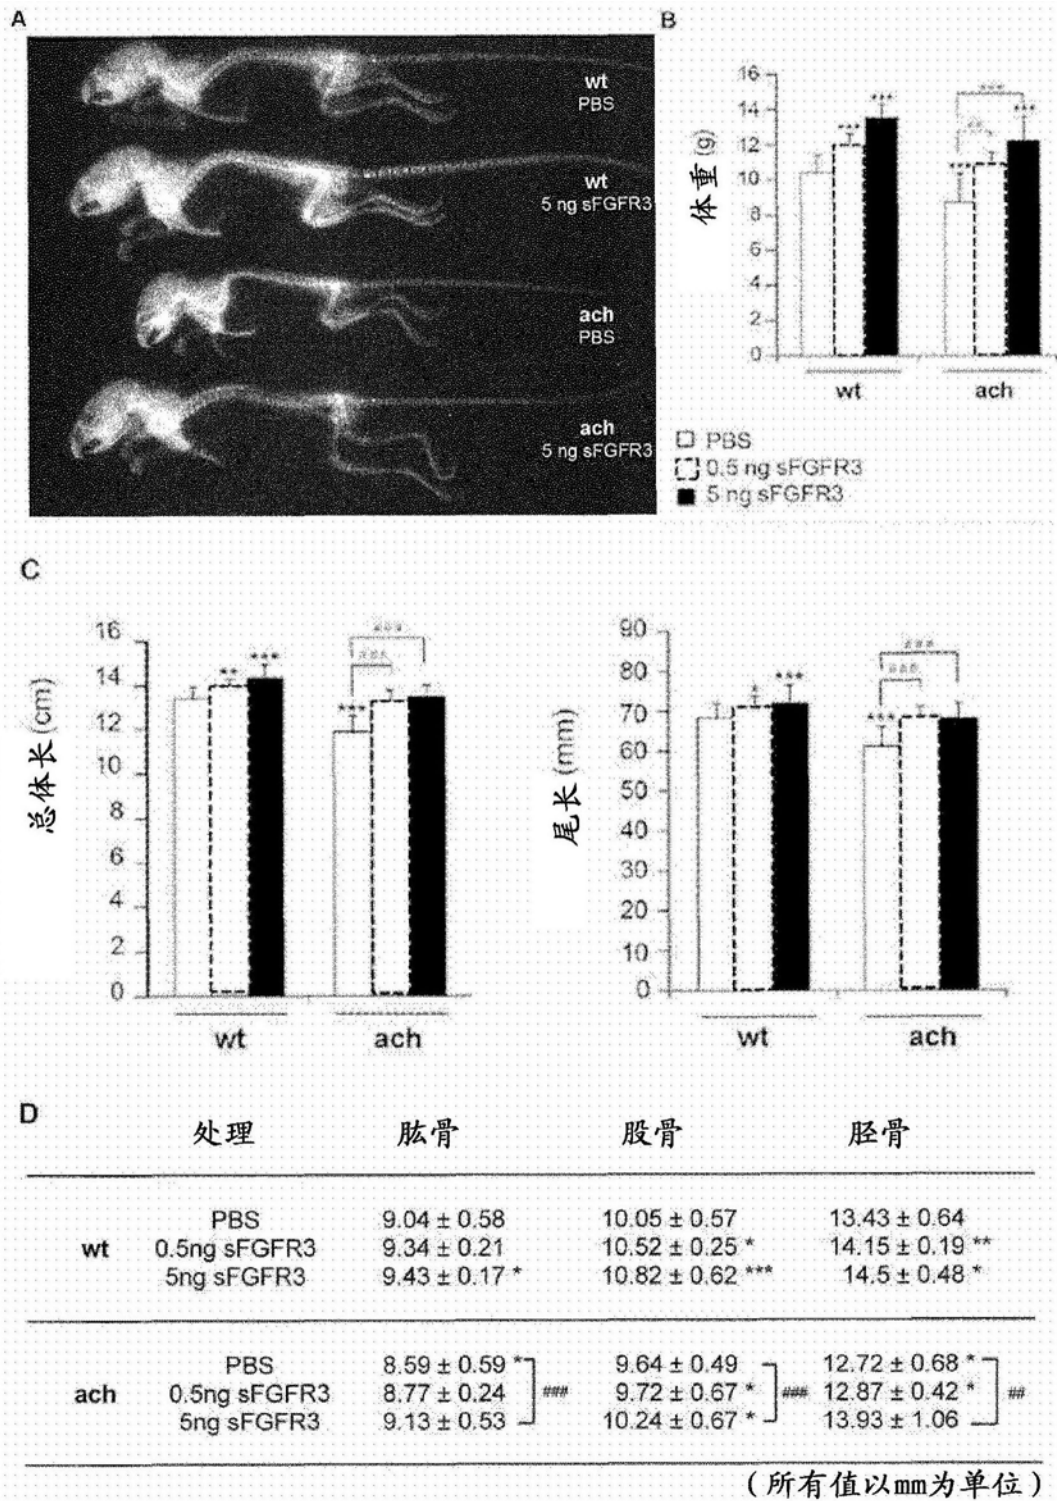 A
wt
PBS
wt
5 ng sFGFR3
ach
PBS
ach
5 ng sFGFR3
B
体重(g)
16
14
12
10
8
6
4
2
0
***
***
***
***
###
wt
ach
PBS
0.5 ng sFGFR3
5 ng sFGFR3
C
总体长(cm)
16
14
12
10
8
6
4
2
0
**
***
***
###
###
wt
ach
尾长(mm)
90
80
70
60
50
40
30
20
10
0
*
***
***
###
###
wt
ach
D
处理 肱骨 股骨 胫骨
PBS 9.04 ± 0.58 10.05 ± 0.57 13.43 ± 0.64
wt 0.5ng sFGFR3 9.34 ± 0.21 10.52 ± 0.25 * 14.15 ± 0.19 **
5ng sFGFR3 9.43 ± 0.17 * 10.82 ± 0.62 *** 14.5 ± 0.48 *
PBS 8.59 ± 0.59 * 9.64 ± 0.49 12.72 ± 0.68 *
ach 0.5ng sFGFR3 8.77 ± 0.24 ### 9.72 ± 0.67 * ### 12.87 ± 0.42 * ##
5ng sFGFR3 9.13 ± 0.53 10.24 ± 0.67 * 13.93 ± 1.06
(所有值以mm为单位)